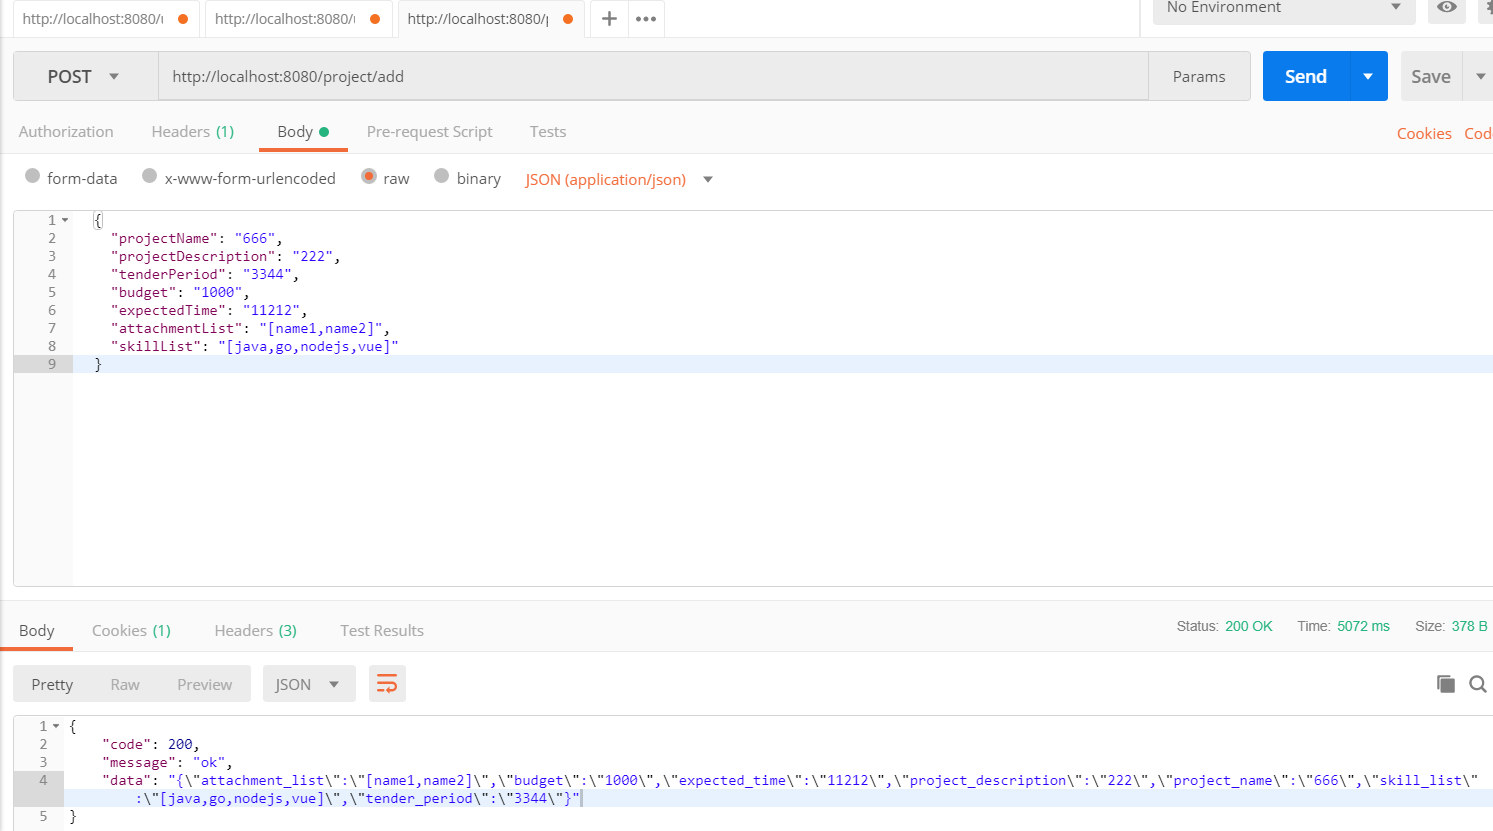 http://localhost:8080/ http://localhost:8080/ http://localhost:8080/p + ••• No Environment
POST http://localhost:8080/project/add Params Send Save
Authorization Headers (1) Body Pre-request Script Tests Cookies Code
form-data x-www-form-urlencoded raw binary JSON (application/json)
1 {
2 "projectName": "666",
3 "projectDescription": "222",
4 "tenderPeriod": "3344",
5 "budget": "1000",
6 "expectedTime": "11212",
7 "attachmentList": "[name1,name2]",
8 "skillList": "[java,go,nodejs,vue]"
9 }
Body Cookies (1) Headers (3) Test Results Status: 200 OK Time: 5072 ms Size: 378 B
Pretty Raw Preview JSON
1 {
2 "code": 200,
3 "message": "ok",
4 "data": "{\"attachment_list\":\"[name1,name2]\",\"budget\":\"1000\",\"expected_time\":\"11212\",\"project_description\":\"222\",\"project_name\":\"666\",\"skill_list\"
:\"[java,go,nodejs,vue]\",\"tender_period\":\"3344\"}"
5 }